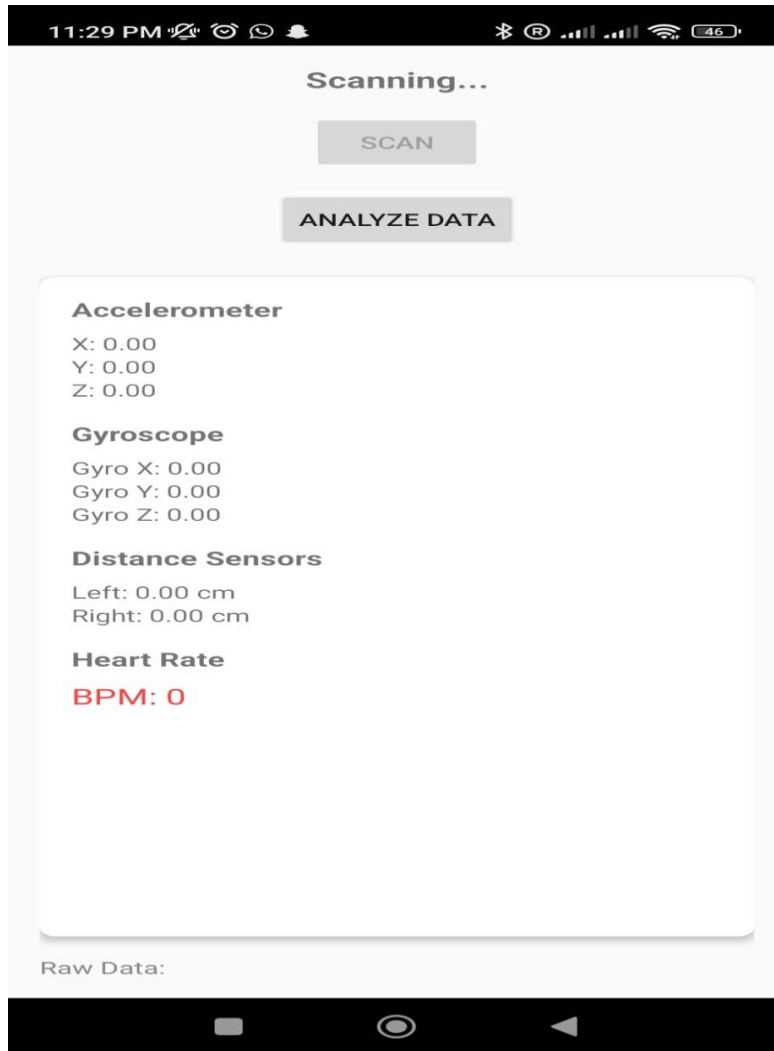 11:29 PM 46
Scanning...
SCAN
ANALYZE DATA
Accelerometer
X: 0.00
Y: 0.00
Z: 0.00
Gyroscope
Gyro X: 0.00
Gyro Y: 0.00
Gyro Z: 0.00
Distance Sensors
Left: 0.00 cm
Right: 0.00 cm
Heart Rate
BPM: 0
Raw Data: